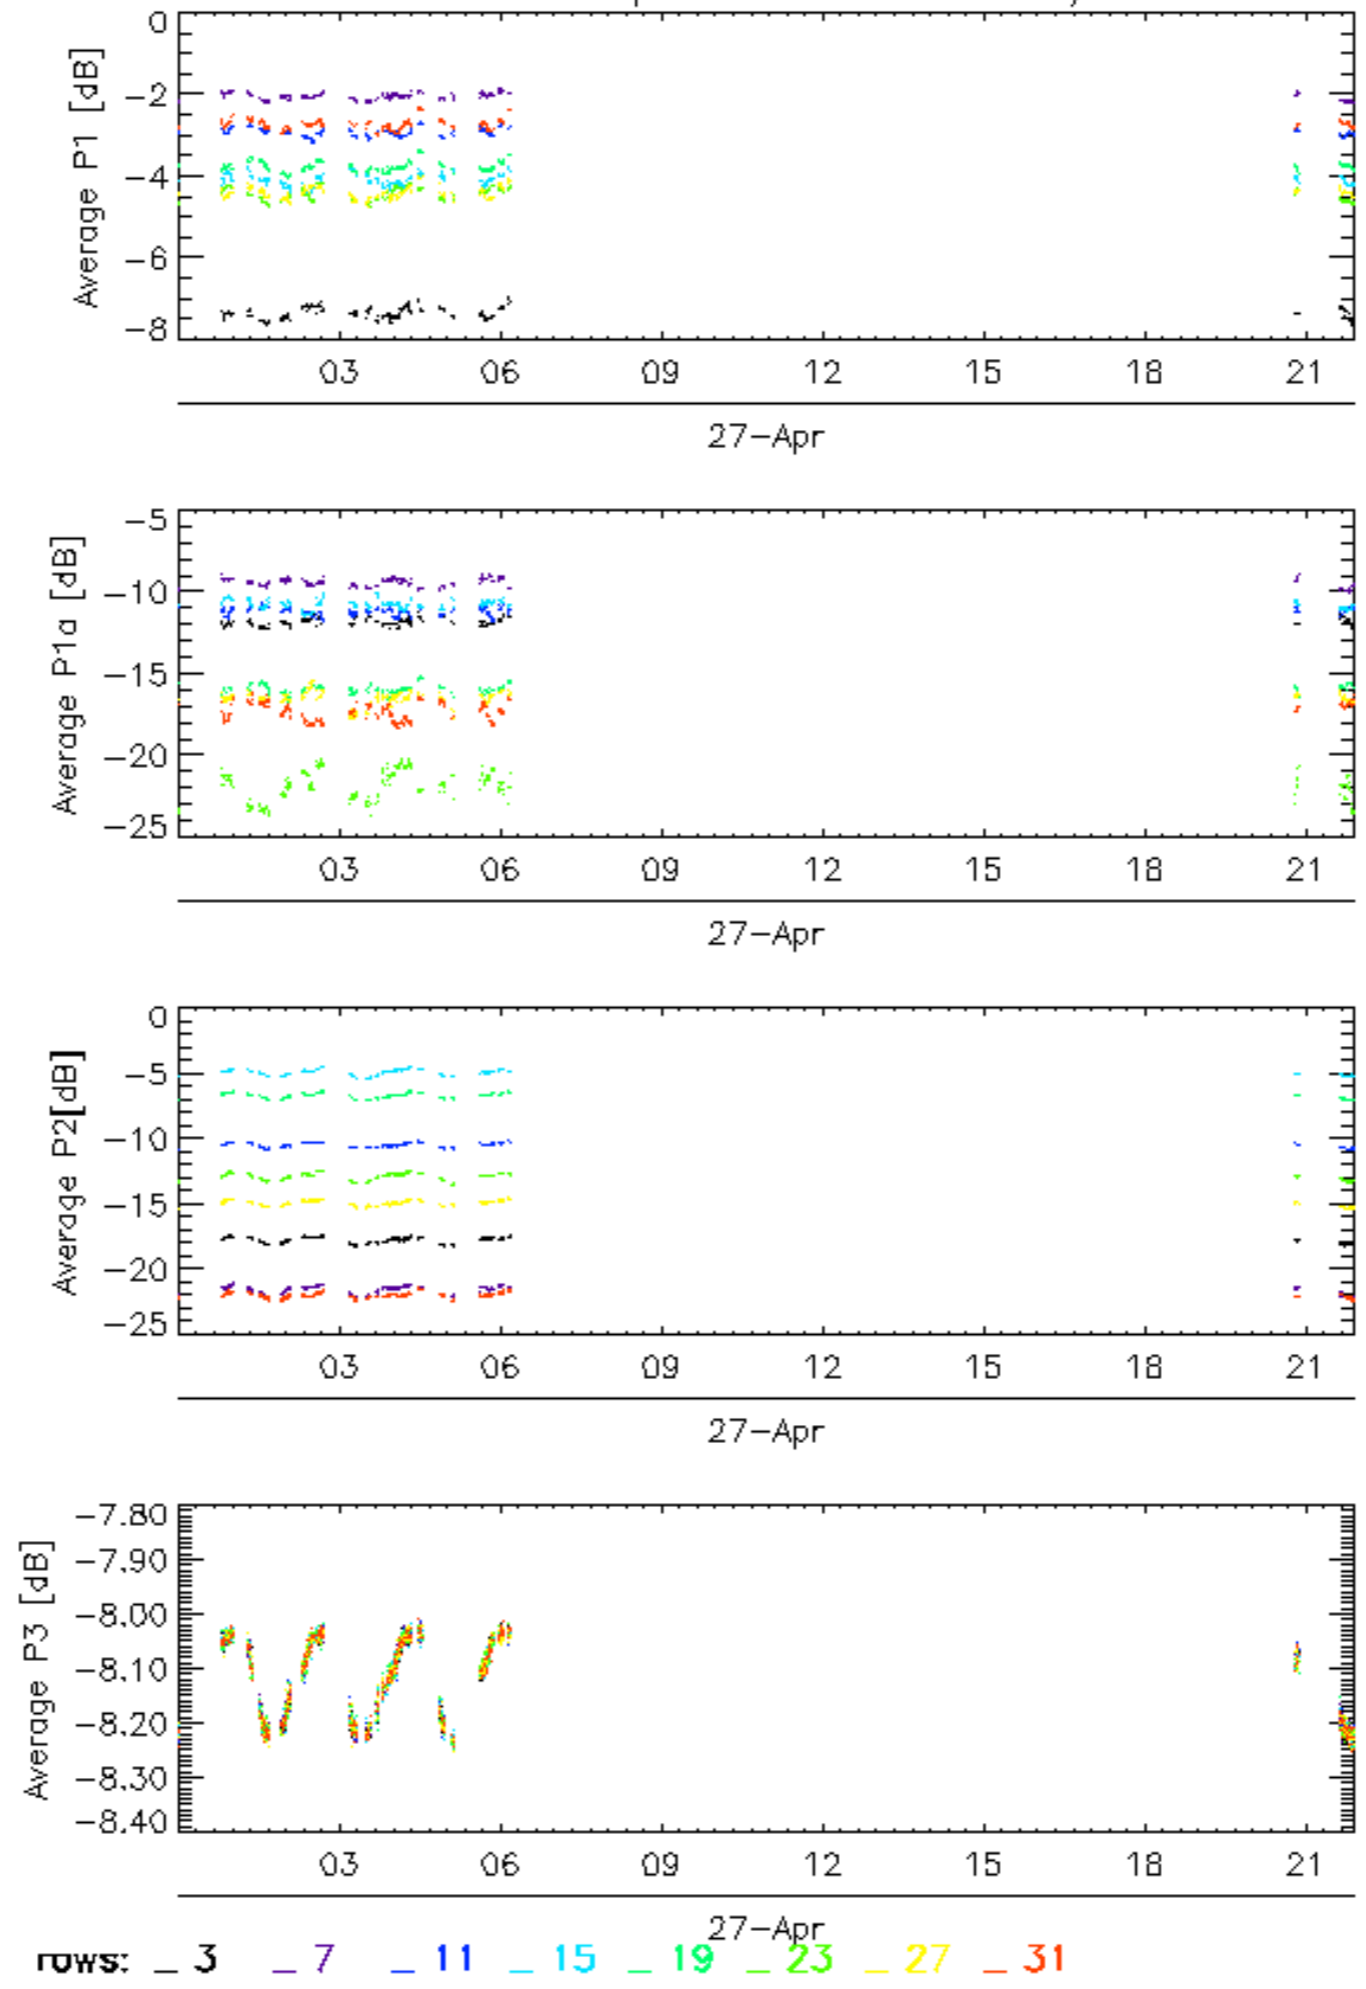 0
−2
−4
−6
−8
Average P1 [dB]
03 06 09 12 15 18 21
27−Apr
−5
−10
−15
−20
−25
Average P1a [dB]
03 06 09 12 15 18 21
27−Apr
0
−5
−10
−15
−20
−25
Average P2[dB]
03 06 09 12 15 18 21
27−Apr
−7.80
−7.90
−8.00
−8.10
−8.20
−8.30
−8.40
Average P3 [dB]
03 06 09 12 15 18 21
27−Apr
rows: _ 3 _ 7 _ 11 _ 15 _ 19 _ 23 _ 27 _ 31